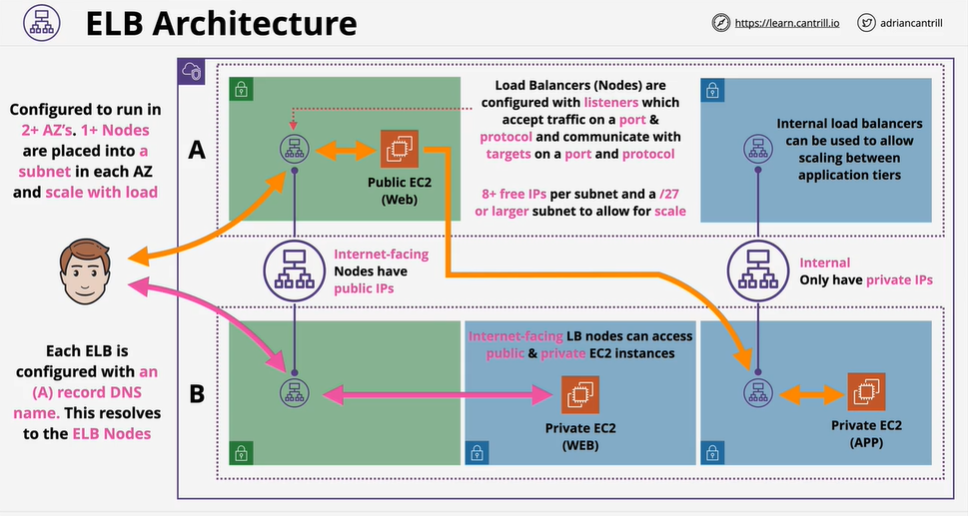 ELB Architecture
https://learn.cantrill.io
adriancantrill
Configured to run in
2+ AZ's. 1+ Nodes
are placed into a
subnet in each AZ
and scale with load
A
Public EC2
(Web)
Load Balancers (Nodes) are
configured with listeners which
accept traffic on a port &
protocol and communicate with
targets on a port and protocol
8+ free IPs per subnet and a /27
or larger subnet to allow for scale
Internal load balancers
can be used to allow
scaling between
application tiers
Internet-facing
Nodes have
public IPs
Internal
Only have private IPs
Each ELB is
configured with an
(A) record DNS
name. This resolves
to the ELB Nodes
B
Internet-facing LB nodes can access
public & private EC2 instances
Private EC2
(WEB)
Private EC2
(APP)